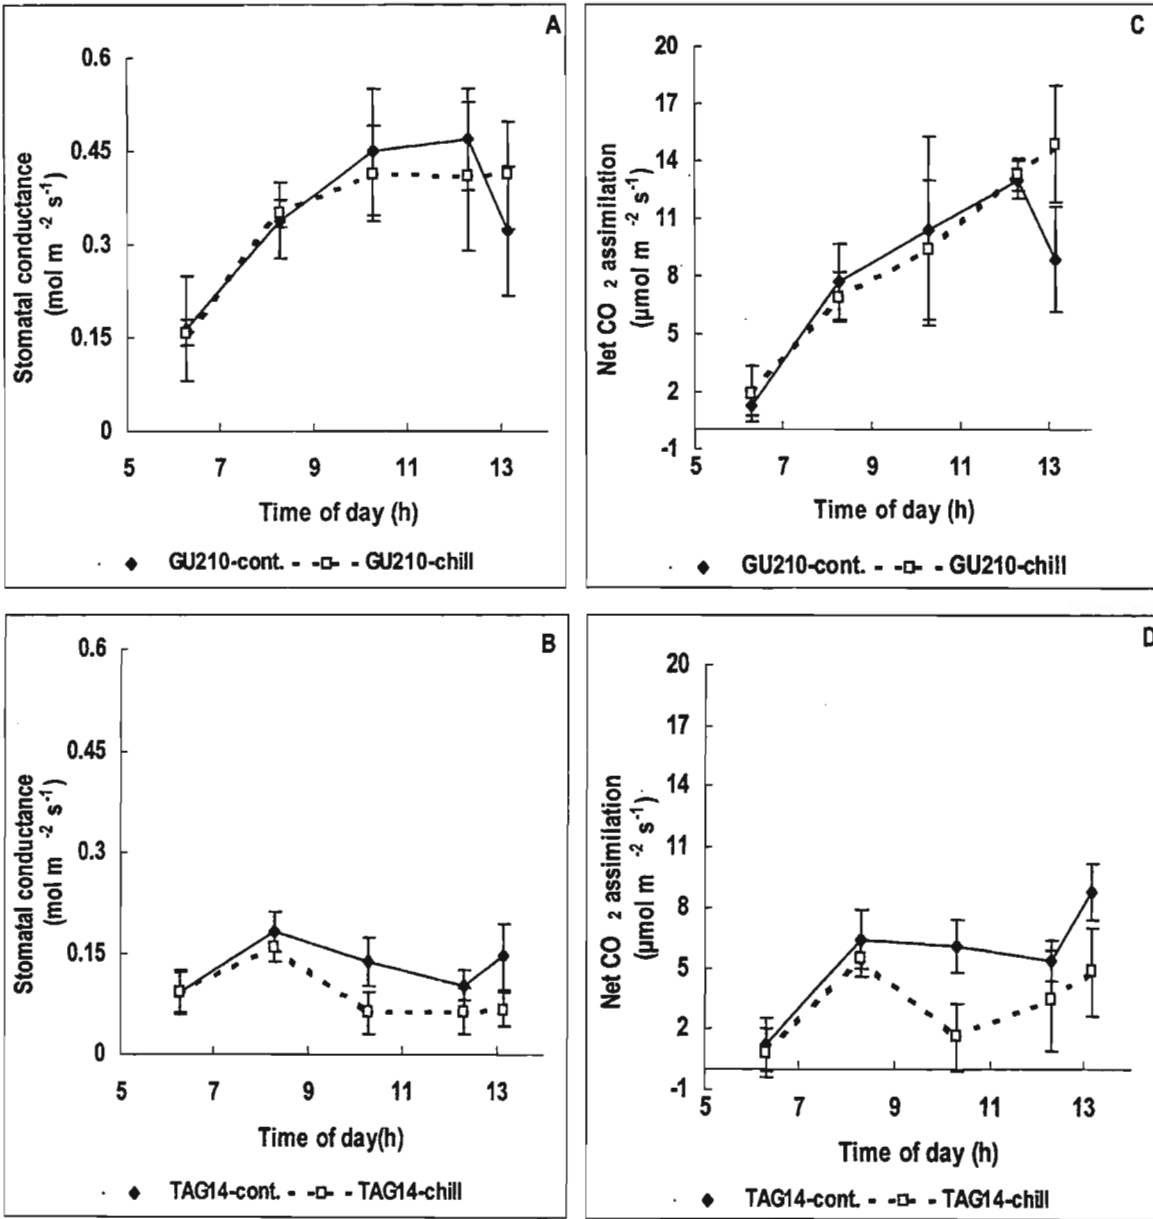 A
0.6
0.45
0.3
0.15
0
Stomatal conductance
(mol m -2 s-1)
5 7 9 11 13
Time of day (h)
GU210-cont. GU210-chill
C
20
17
14
11
8
5
2
-1
Net CO 2 assimilation
(µmol m -2 s-1)
5 7 9 11 13
Time of day (h)
GU210-cont. GU210-chill
B
0.6
0.45
0.3
0.15
0
Stomatal conductance
(mol m -2 s-1)
5 7 9 11 13
Time of day(h)
TAG14-cont. TAG14-chill
D
20
17
14
11
8
5
2
-1
Net CO 2 assimilation
(µmol m -2 s-1)
5 7 9 11 13
Time of day (h)
TAG14-cont. TAG14-chill